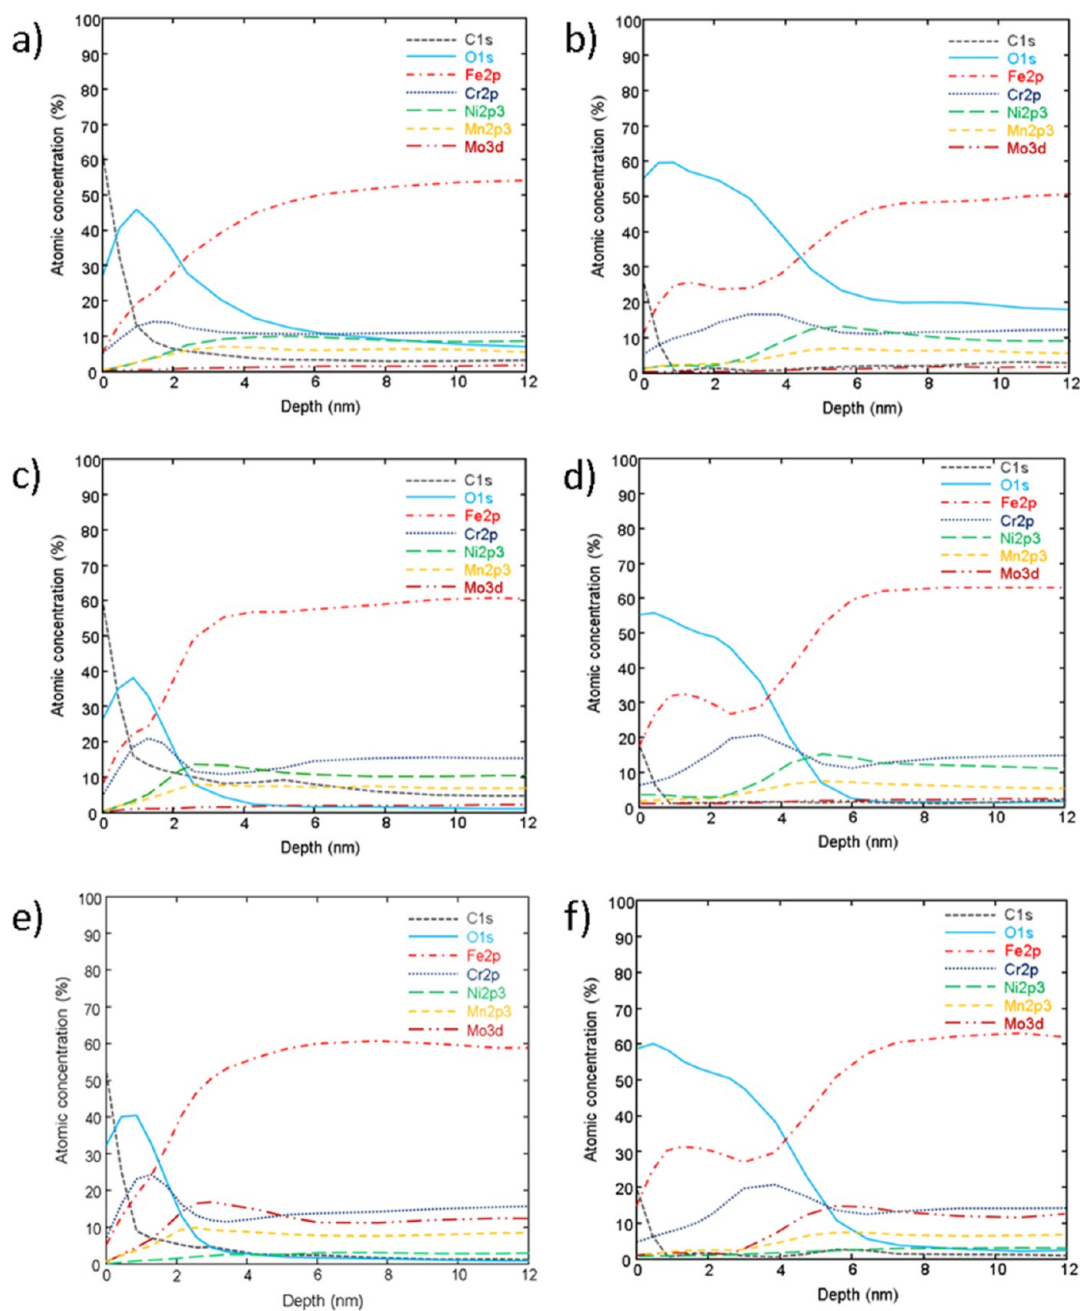 a)
100
90
80
70
60
50
40
30
20
10
0
Atomic concentration (%)
C1s
O1s
Fe2p
Cr2p
Ni2p3
Mn2p3
Mo3d
0 2 4 6 8 10 12
Depth (nm)
b)
100
90
80
70
60
50
40
30
20
10
0
Atomic concentration (%)
C1s
O1s
Fe2p
Cr2p
Ni2p3
Mn2p3
Mo3d
0 2 4 6 8 10 12
Depth (nm)
c)
100
90
80
70
60
50
40
30
20
10
0
Atomic concentration (%)
C1s
O1s
Fe2p
Cr2p
Ni2p3
Mn2p3
Mo3d
0 2 4 6 8 10 12
Depth (nm)
d)
100
90
80
70
60
50
40
30
20
10
0
Atomic concentration (%)
C1s
O1s
Fe2p
Cr2p
Ni2p3
Mn2p3
Mo3d
0 2 4 6 8 10 12
Depth (nm)
e)
100
90
80
70
60
50
40
30
20
10
0
Atomic concentration (%)
C1s
O1s
Fe2p
Cr2p
Ni2p3
Mn2p3
Mo3d
0 2 4 6 8 10 12
Depth (nm)
f)
100
90
80
70
60
50
40
30
20
10
0
Atomic concentration (%)
C1s
O1s
Fe2p
Cr2p
Ni2p3
Mn2p3
Mo3d
0 2 4 6 8 10 12
Depth (nm)